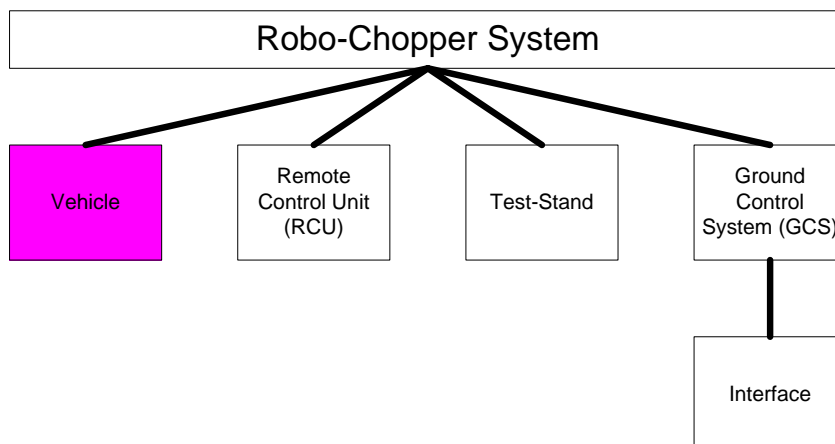 Robo-Chopper System
Vehicle
Remote
Control Unit
(RCU)
Test-Stand
Ground
Control
System (GCS)
Interface